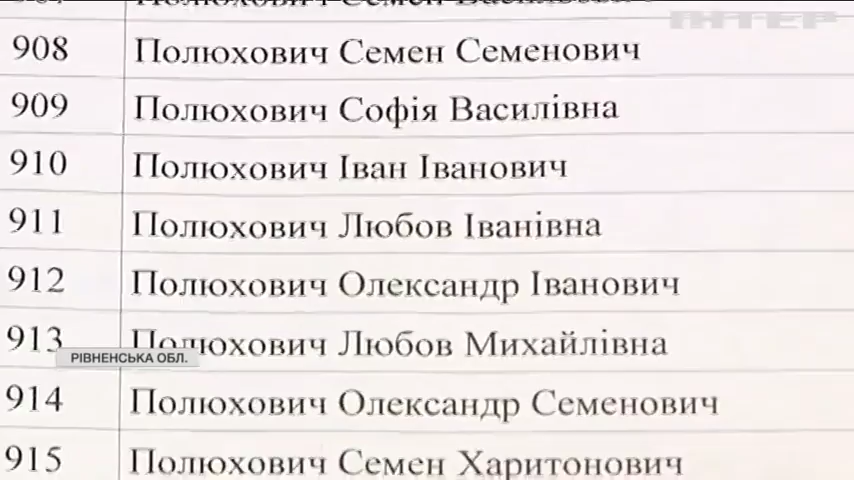 ІНТЕР
908 Полюхович Семен Семенович
909 Полюхович Софія Василівна
910 Полюхович Іван Іванович
911 Полюхович Любов Іванівна
912 Полюхович Олександр Іванович
913 Полюхович Любов Михайлівна
РІВНЕНСЬКА ОБЛ.
914 Полюхович Олександр Семенович
915 Полюхович Семен Харитонович